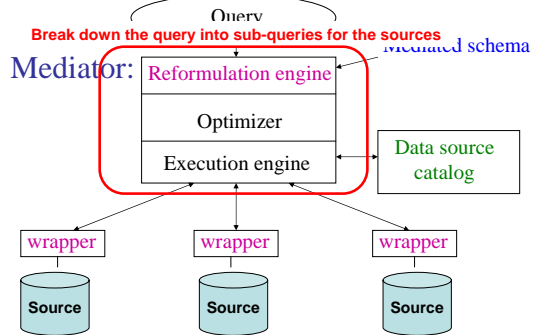 Query
Break down the query into sub-queries for the sources
Mediated schema
Mediator:
Reformulation engine
Optimizer
Execution engine
Data source
catalog
wrapper
wrapper
wrapper
Source
Source
Source